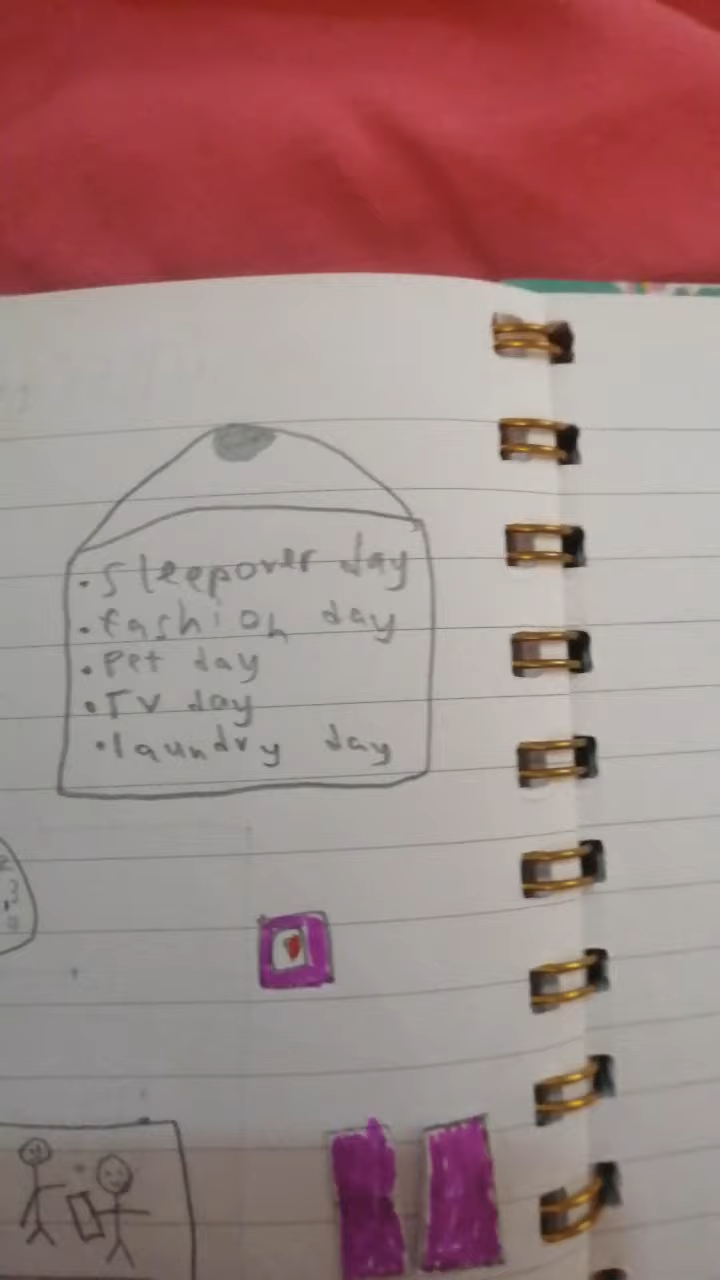 • sleepover day
• fashion day
• pet day
• TV day
• laundry day